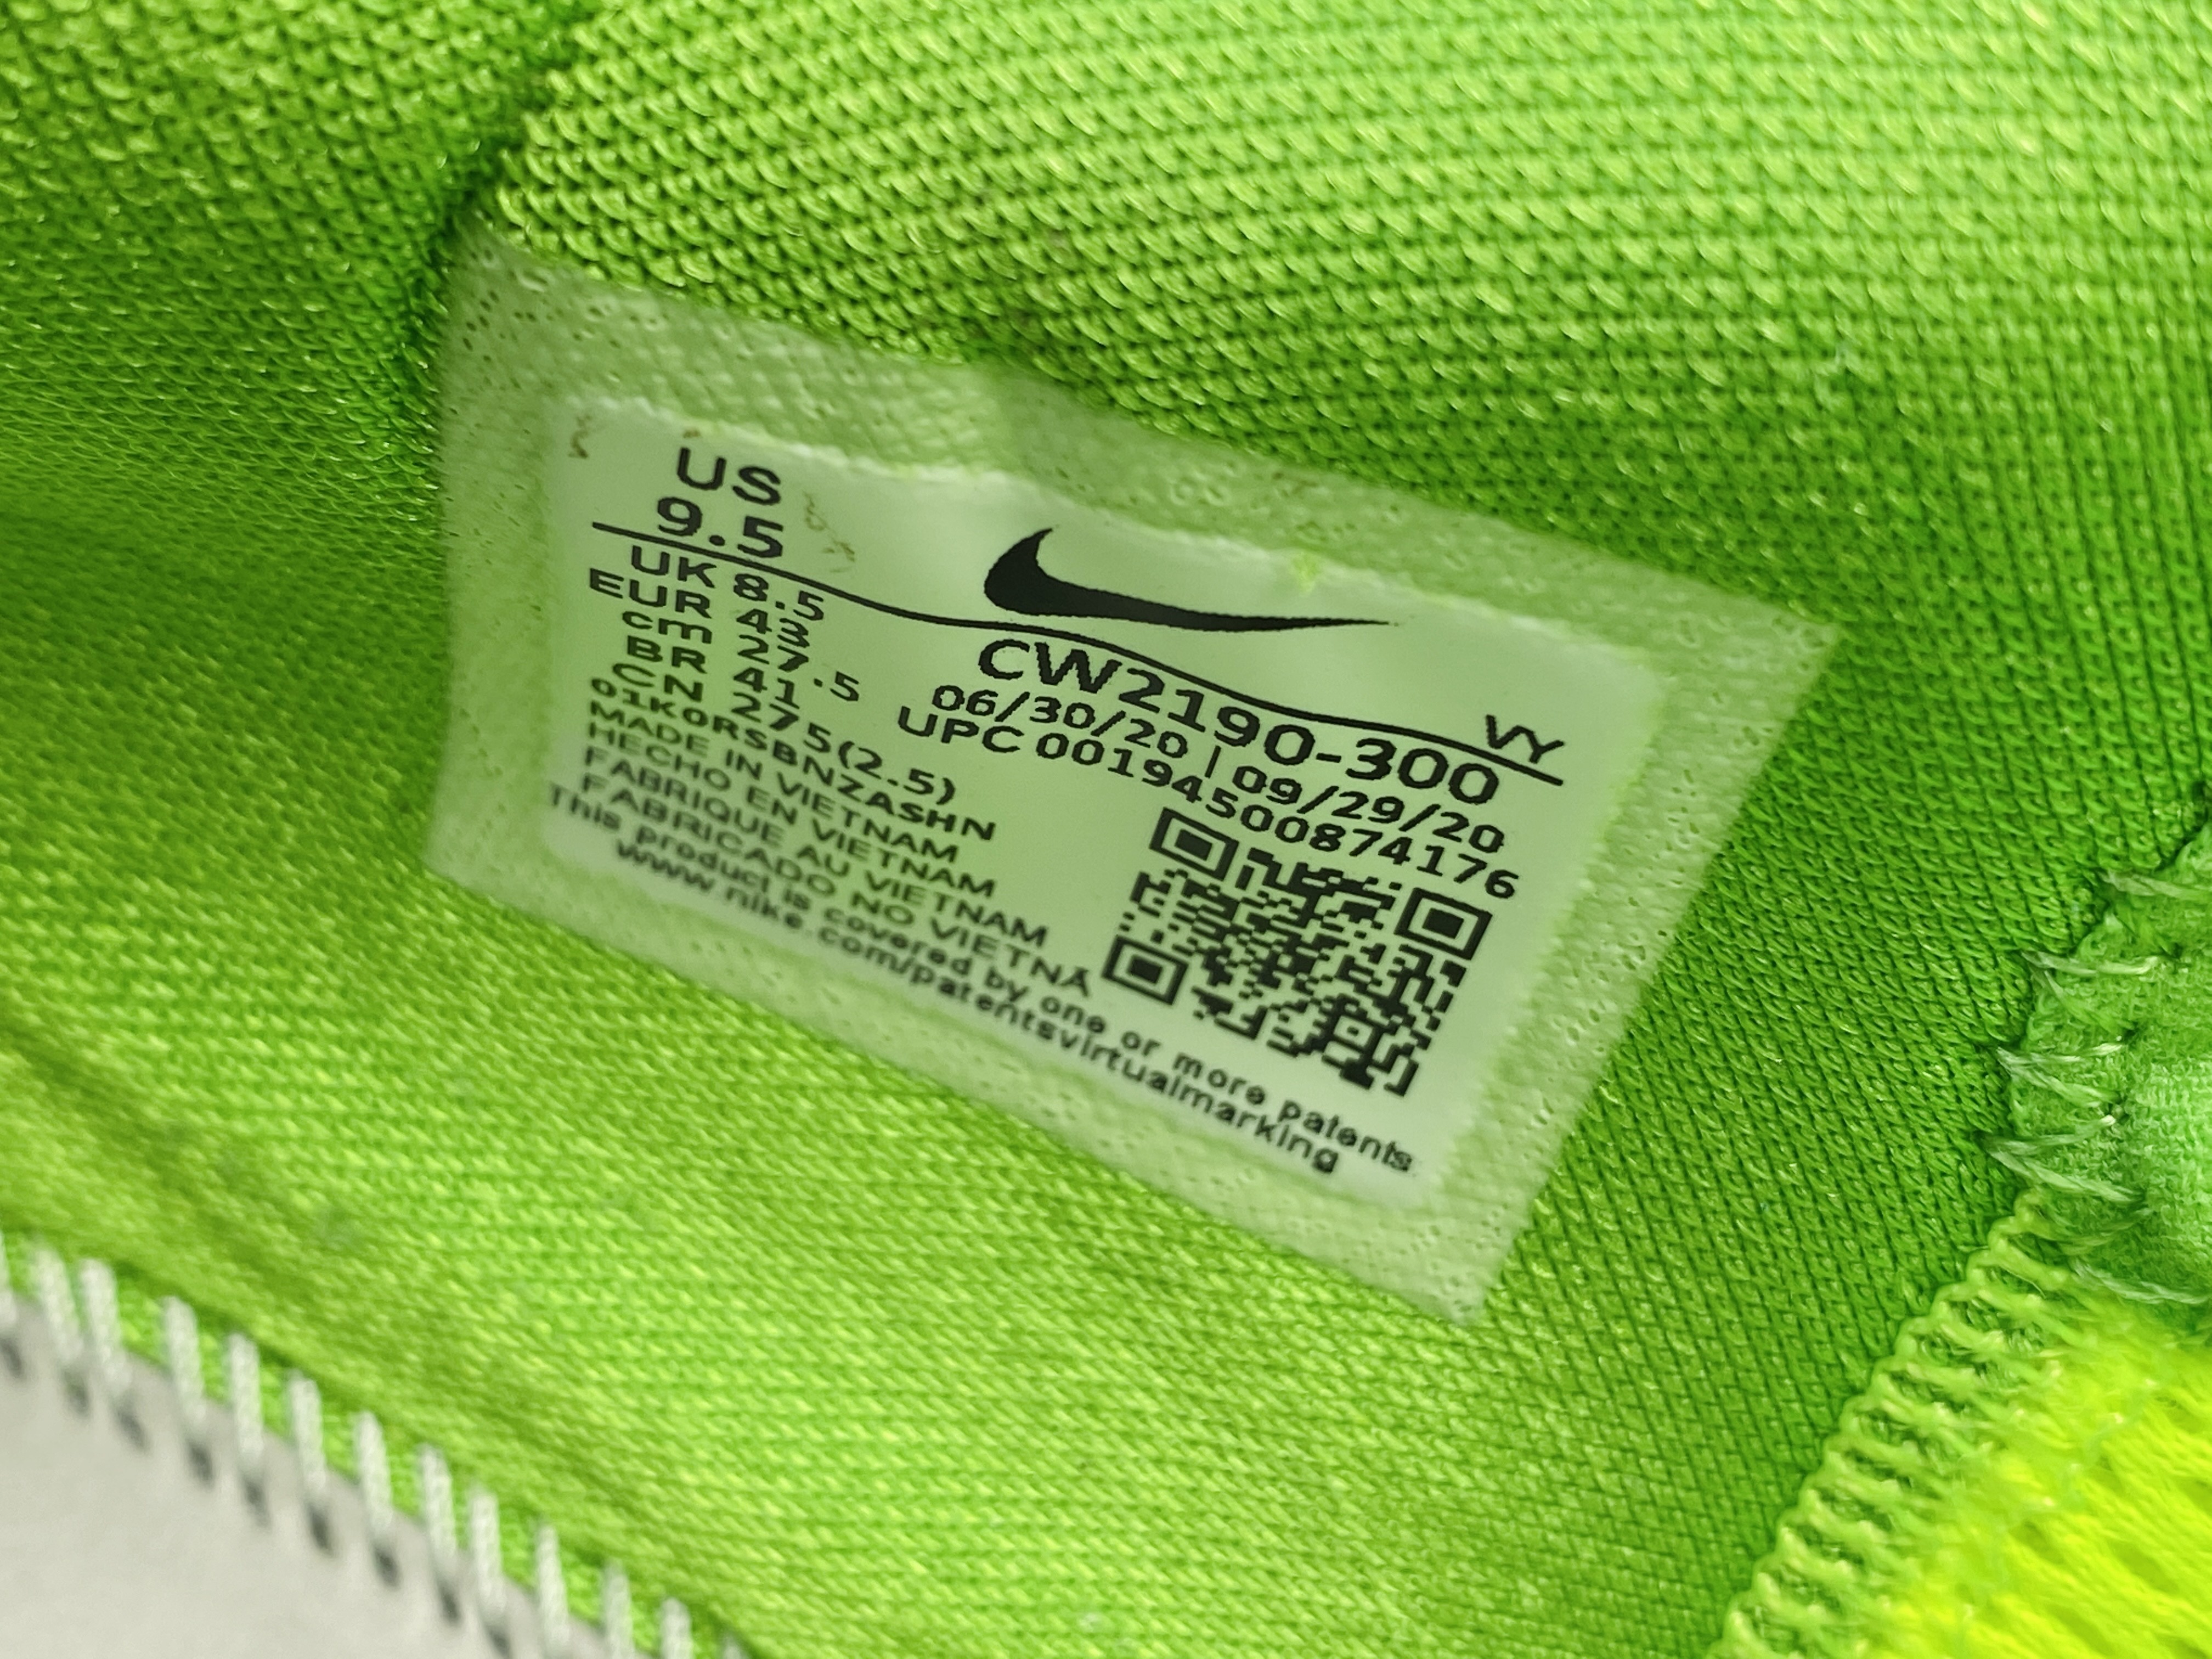 US
9.5
UK 8.5
EUR 43
cm 27.5
BR 41
CN 275(2.5)
01K0RSBNZASHN
MADE IN VIETNAM
HECHO EN VIETNAM
FABRIQUE AU VIETNAM
FABRICADO NO VIETNÃ
This product is covered by one or more patents
www.nike.com/patentsvirtualmarking
VY
CW2190-300
06/30/20 | 09/29/20
UPC 00194500874176